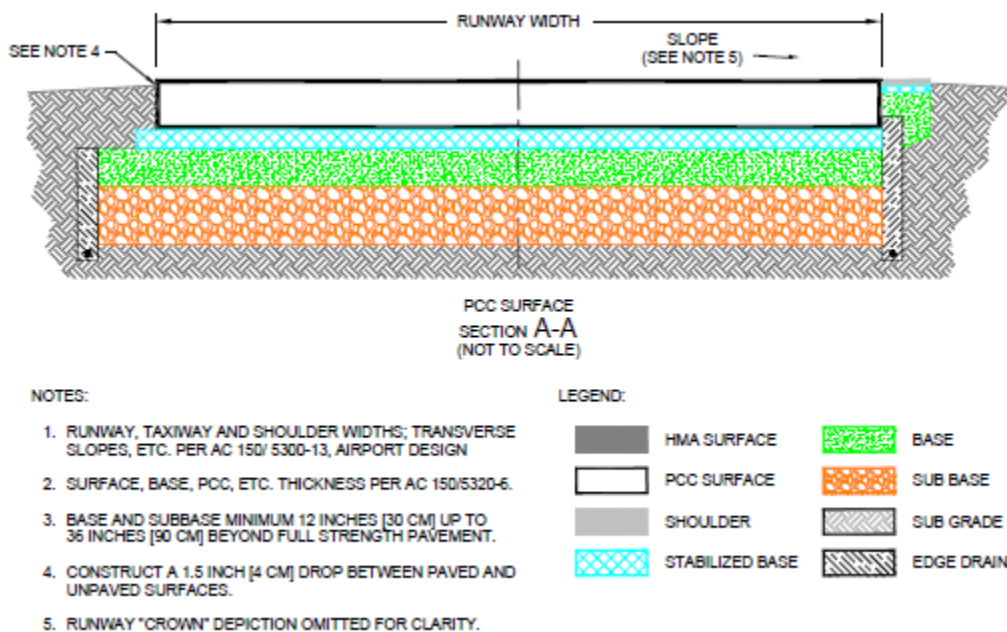 RUNWAY WIDTH
SEE NOTE 4
SLOPE
(SEE NOTE 5)
PCC SURFACE
SECTION A-A
(NOT TO SCALE)
NOTES:
1. RUNWAY, TAXIWAY AND SHOULDER WIDTHS; TRANSVERSE
SLOPES, ETC. PER AC 150/ 5300-13, AIRPORT DESIGN
2. SURFACE, BASE, PCC, ETC. THICKNESS PER AC 150/5320-6.
3. BASE AND SUBBASE MINIMUM 12 INCHES [30 CM] UP TO
36 INCHES [90 CM] BEYOND FULL STRENGTH PAVEMENT.
4. CONSTRUCT A 1.5 INCH [4 CM] DROP BETWEEN PAVED AND
UNPAVED SURFACES.
5. RUNWAY "CROWN" DEPICTION OMITTED FOR CLARITY.
LEGEND:
HMA SURFACE
PCC SURFACE
SHOULDER
STABILIZED BASE
BASE
SUB BASE
SUB GRADE
EDGE DRAIN